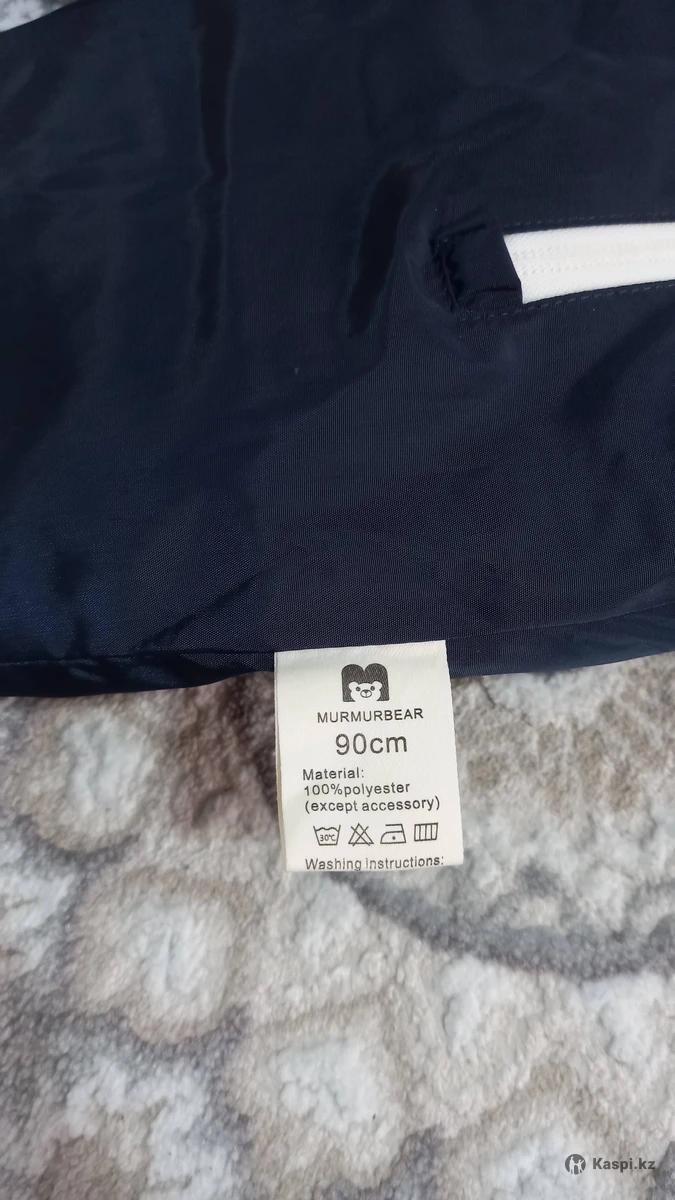 MURMURBEAR
90cm
Material:
100%polyester
(except accessory)
30℃
Washing instructions:
Kaspi.kz